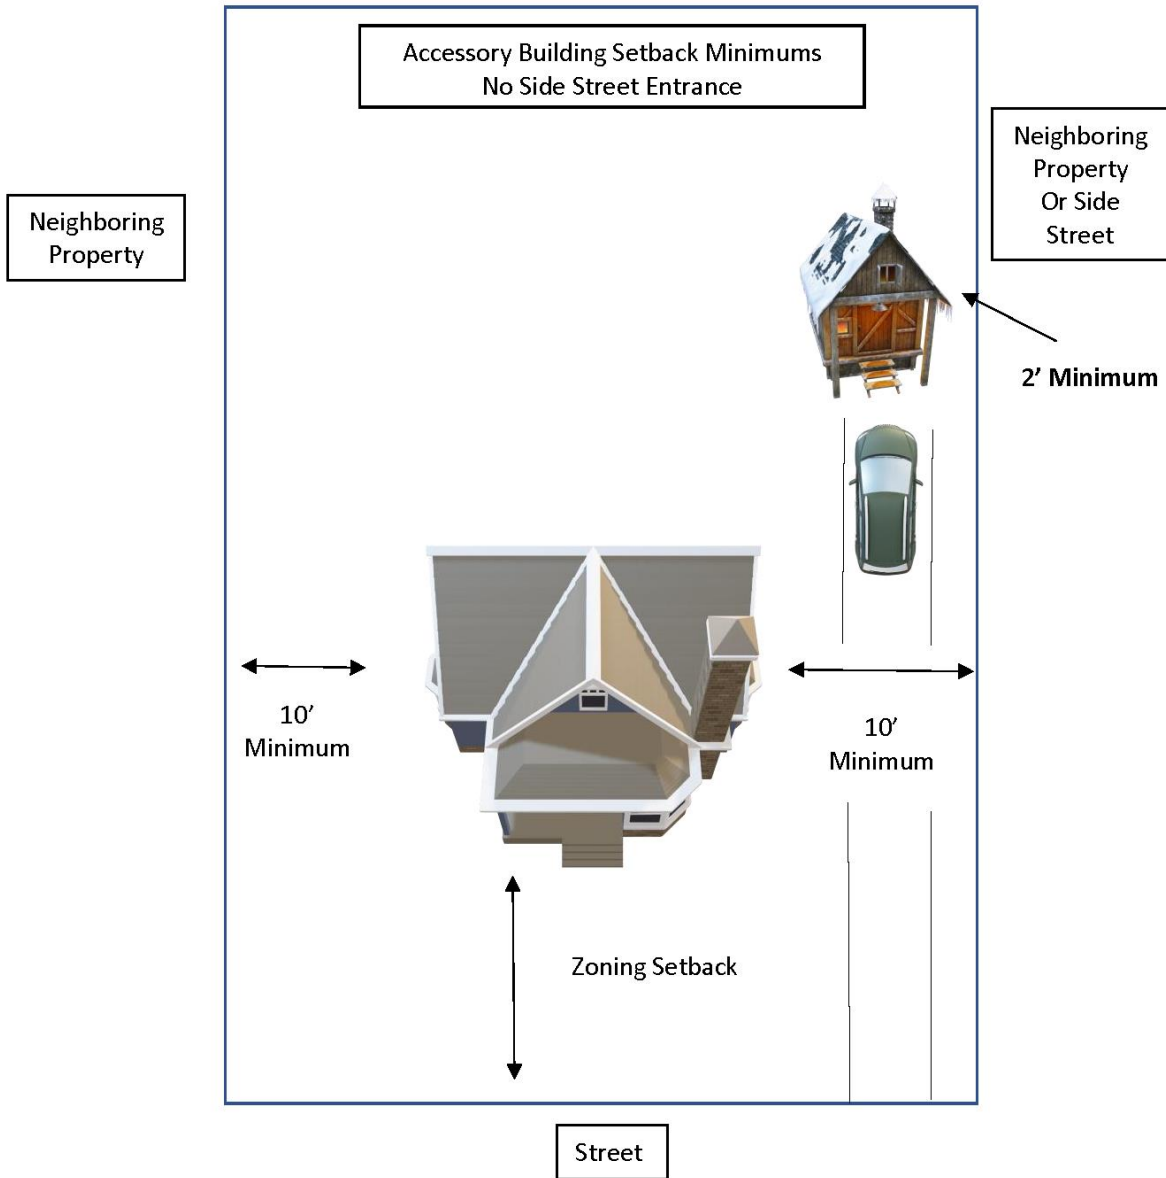 Accessory Building Setback Minimums
No Side Street Entrance
Neighboring
Property
Or Side
Street
Neighboring
Property
2’ Minimum
10’
Minimum
10’
Minimum
Zoning Setback
Street